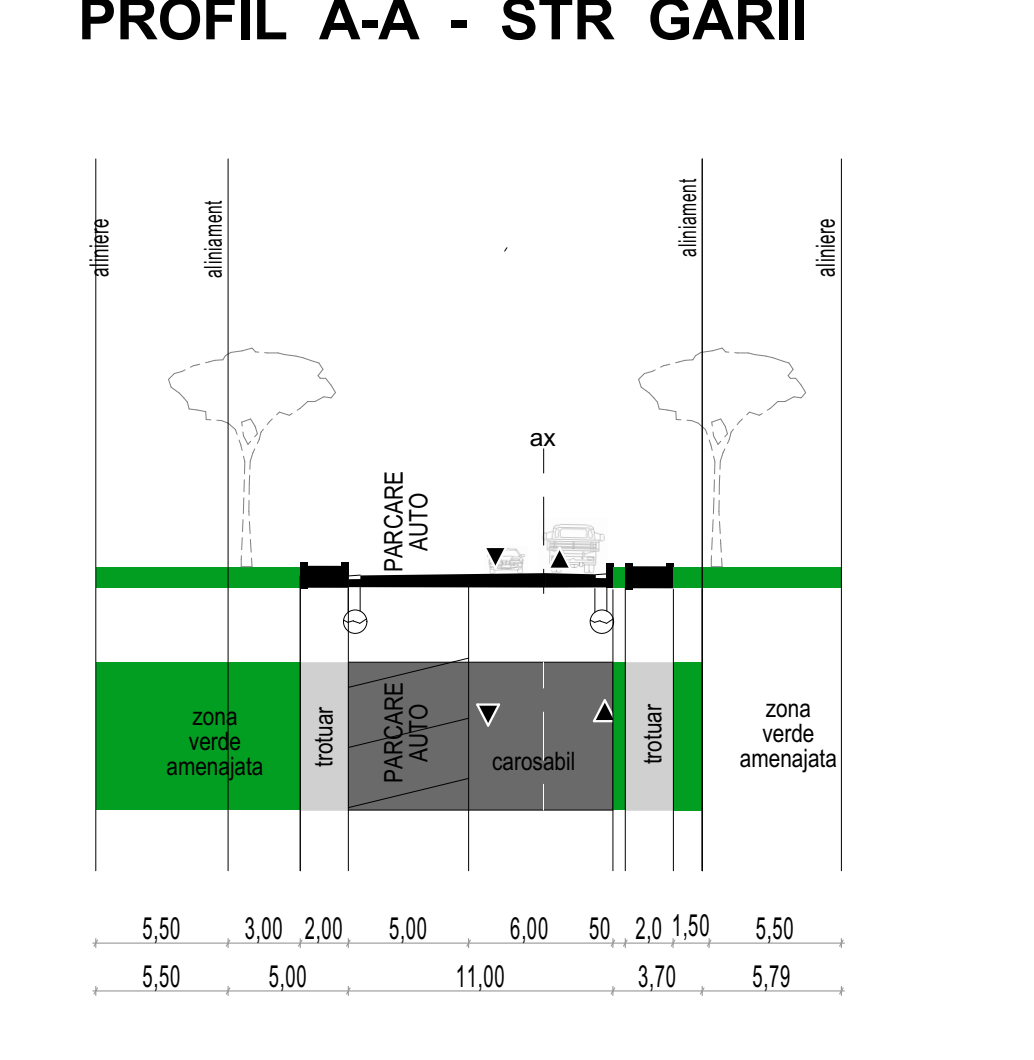 PROFIL A-A - STR GARII
aliniere
aliniament
aliniament
aliniere
ax
PARCARE
AUTO
zona
verde
amenajata
trotuar
PARCARE
AUTO
carosabil
trotuar
zona
verde
amenajata
5,50 3,00 2,00 5,00 6,00 50 2,0 1,50 5,50
5,50 5,00 11,00 3,70 5,79